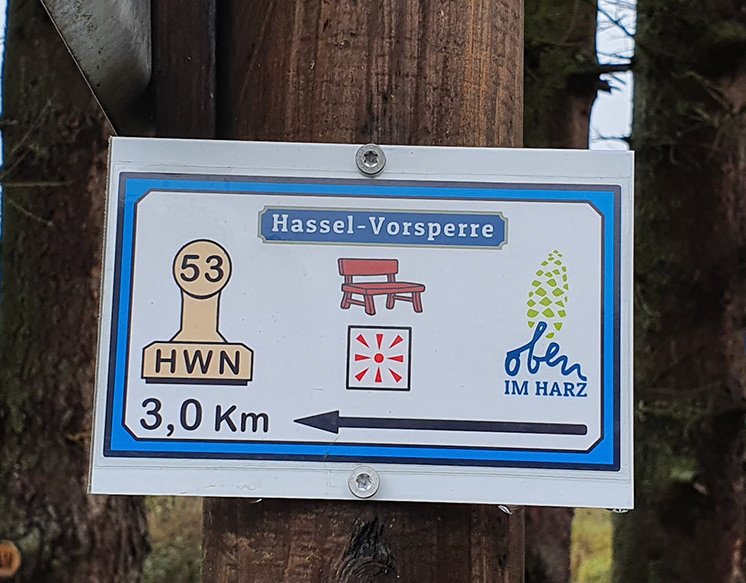 Hassel-Vorsperre
53
HWN
oben
IM HARZ
3,0 Km